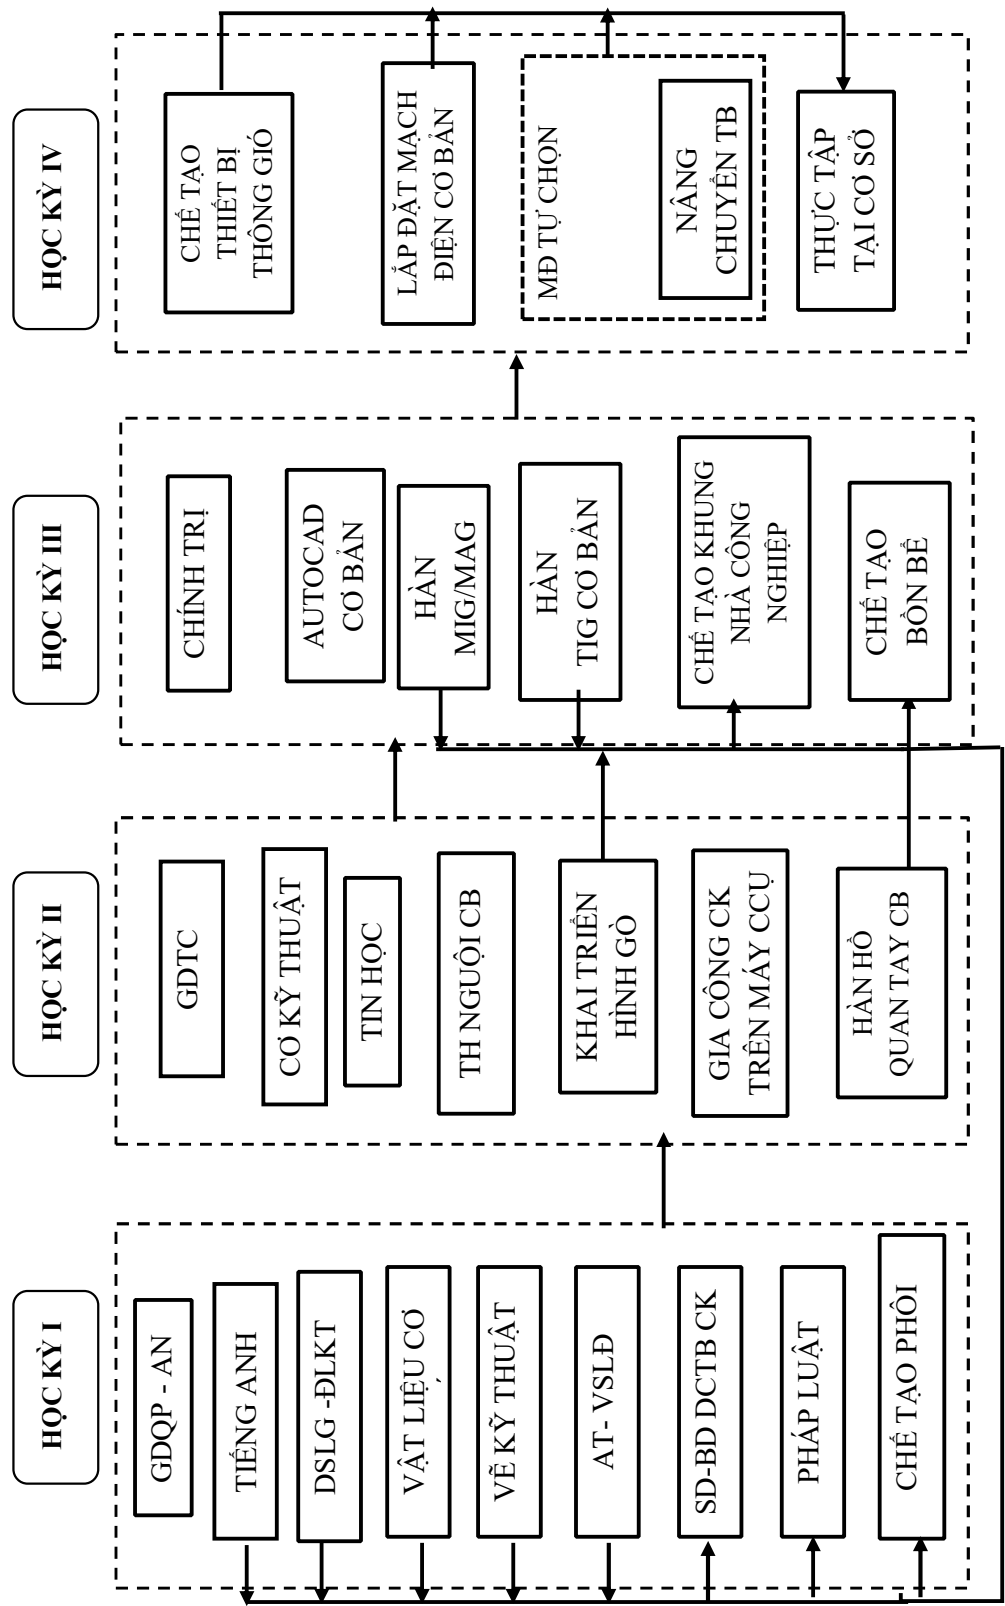 HỌC KỲ I
GDQP - AN
TIẾNG ANH
DSLG -ĐLKT
VẬT LIỆU CƠ
VẼ KỸ THUẬT
AT- VSLĐ
SD-BD DCTB CK
PHÁP LUẬT
CHẾ TẠO PHÔI
HỌC KỲ II
GDTC
CƠ KỸ THUẬT
TIN HỌC
TH NGUỘI CB
KHAI TRIỂN
HÌNH GÒ
GIA CÔNG CK
TRÊN MÁY CCỤ
HÀN HỒ
QUAN TAY CB
HỌC KỲ III
CHÍNH TRỊ
AUTOCAD
CƠ BẢN
HÀN
MIG/MAG
HÀN
TIG CƠ BẢN
CHẾ TẠO KHUNG
NHÀ CÔNG
NGHIỆP
CHẾ TẠO
BỒN BỂ
HỌC KỲ IV
CHẾ TẠO
THIẾT BỊ
THÔNG GIÓ
LẮP ĐẶT MẠCH
ĐIỆN CƠ BẢN
MĐ TỰ CHỌN
NÂNG
CHUYỂN TB
THỰC TẬP
TẠI CƠ SỞ